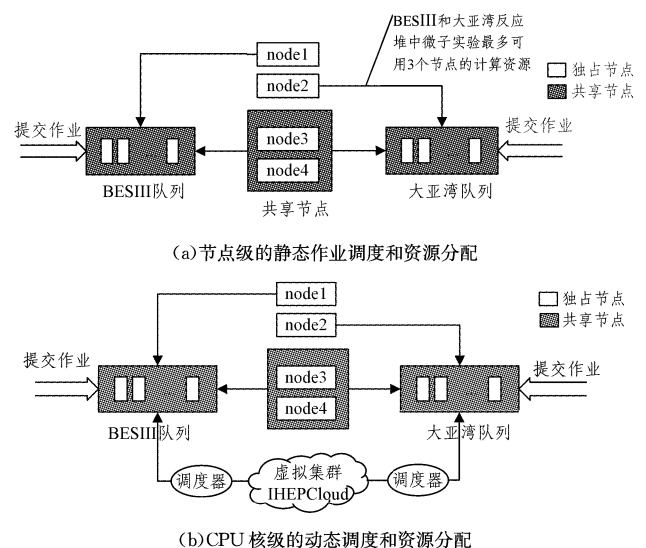 BESIII和大亚湾反应
堆中微子实验最多可
用3个节点的计算资源
node1
node2
独占节点
共享节点
提交作业
node3
node4
提交作业
BESIII队列
共享节点
大亚湾队列
(a)节点级的静态作业调度和资源分配
node1
node2
独占节点
共享节点
提交作业
node3
node4
提交作业
BESIII队列
大亚湾队列
调度器
虚拟集群
IHEPCloud
调度器
(b)CPU核级的动态调度和资源分配